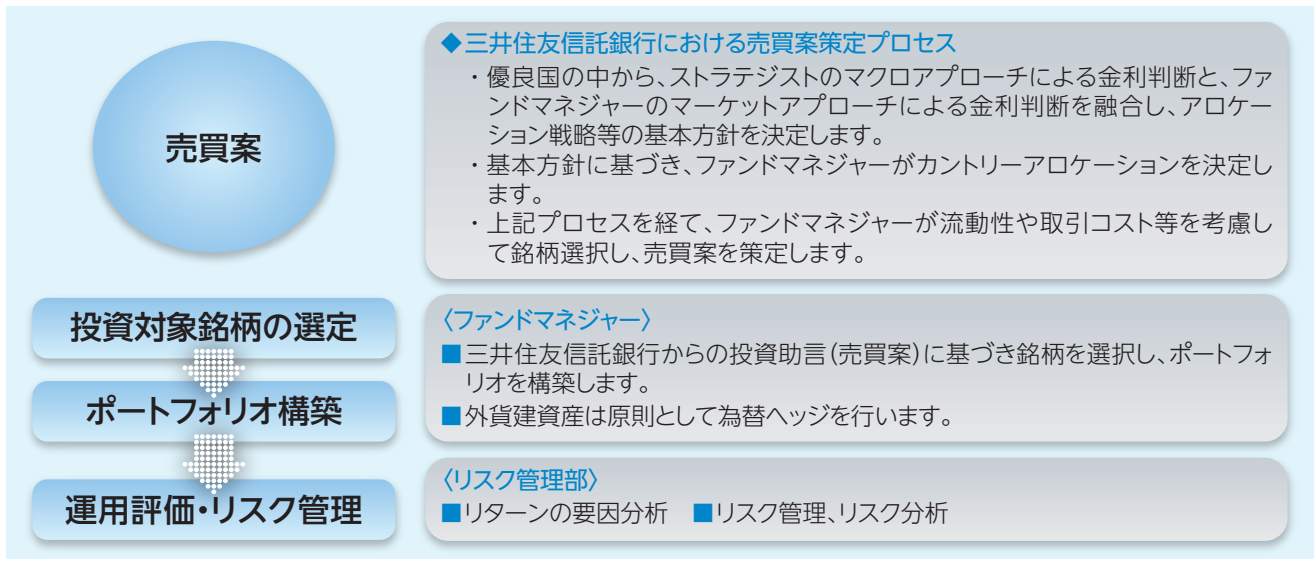 売買案
◆三井住友信託銀行における売買案策定プロセス
・優良国の中から、ストラテジストのマクロアプローチによる金利判断と、ファ
ンドマネジャーのマーケットアプローチによる金利判断を融合し、アロケー
ション戦略等の基本方針を決定します。
・基本方針に基づき、ファンドマネジャーがカントリーアロケーションを決定し
ます。
・上記プロセスを経て、ファンドマネジャーが流動性や取引コスト等を考慮し
て銘柄選択し、売買案を策定します。
投資対象銘柄の選定
ポートフォリオ構築
〈ファンドマネジャー〉
■三井住友信託銀行からの投資助言(売買案)に基づき銘柄を選択し、ポートフォ
リオを構築します。
■外貨建資産は原則として為替ヘッジを行います。
運用評価・リスク管理
〈リスク管理部〉
■リターンの要因分析 ■リスク管理、リスク分析